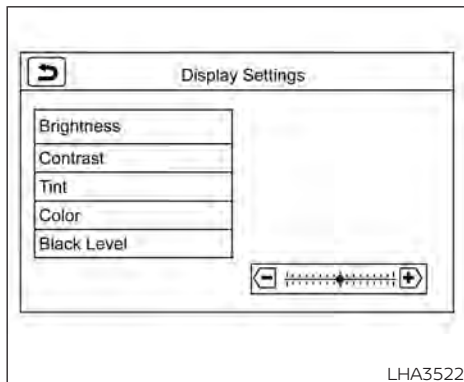 Display Settings
Brightness
Contrast
Tint
Color
Black Level
LHA3522